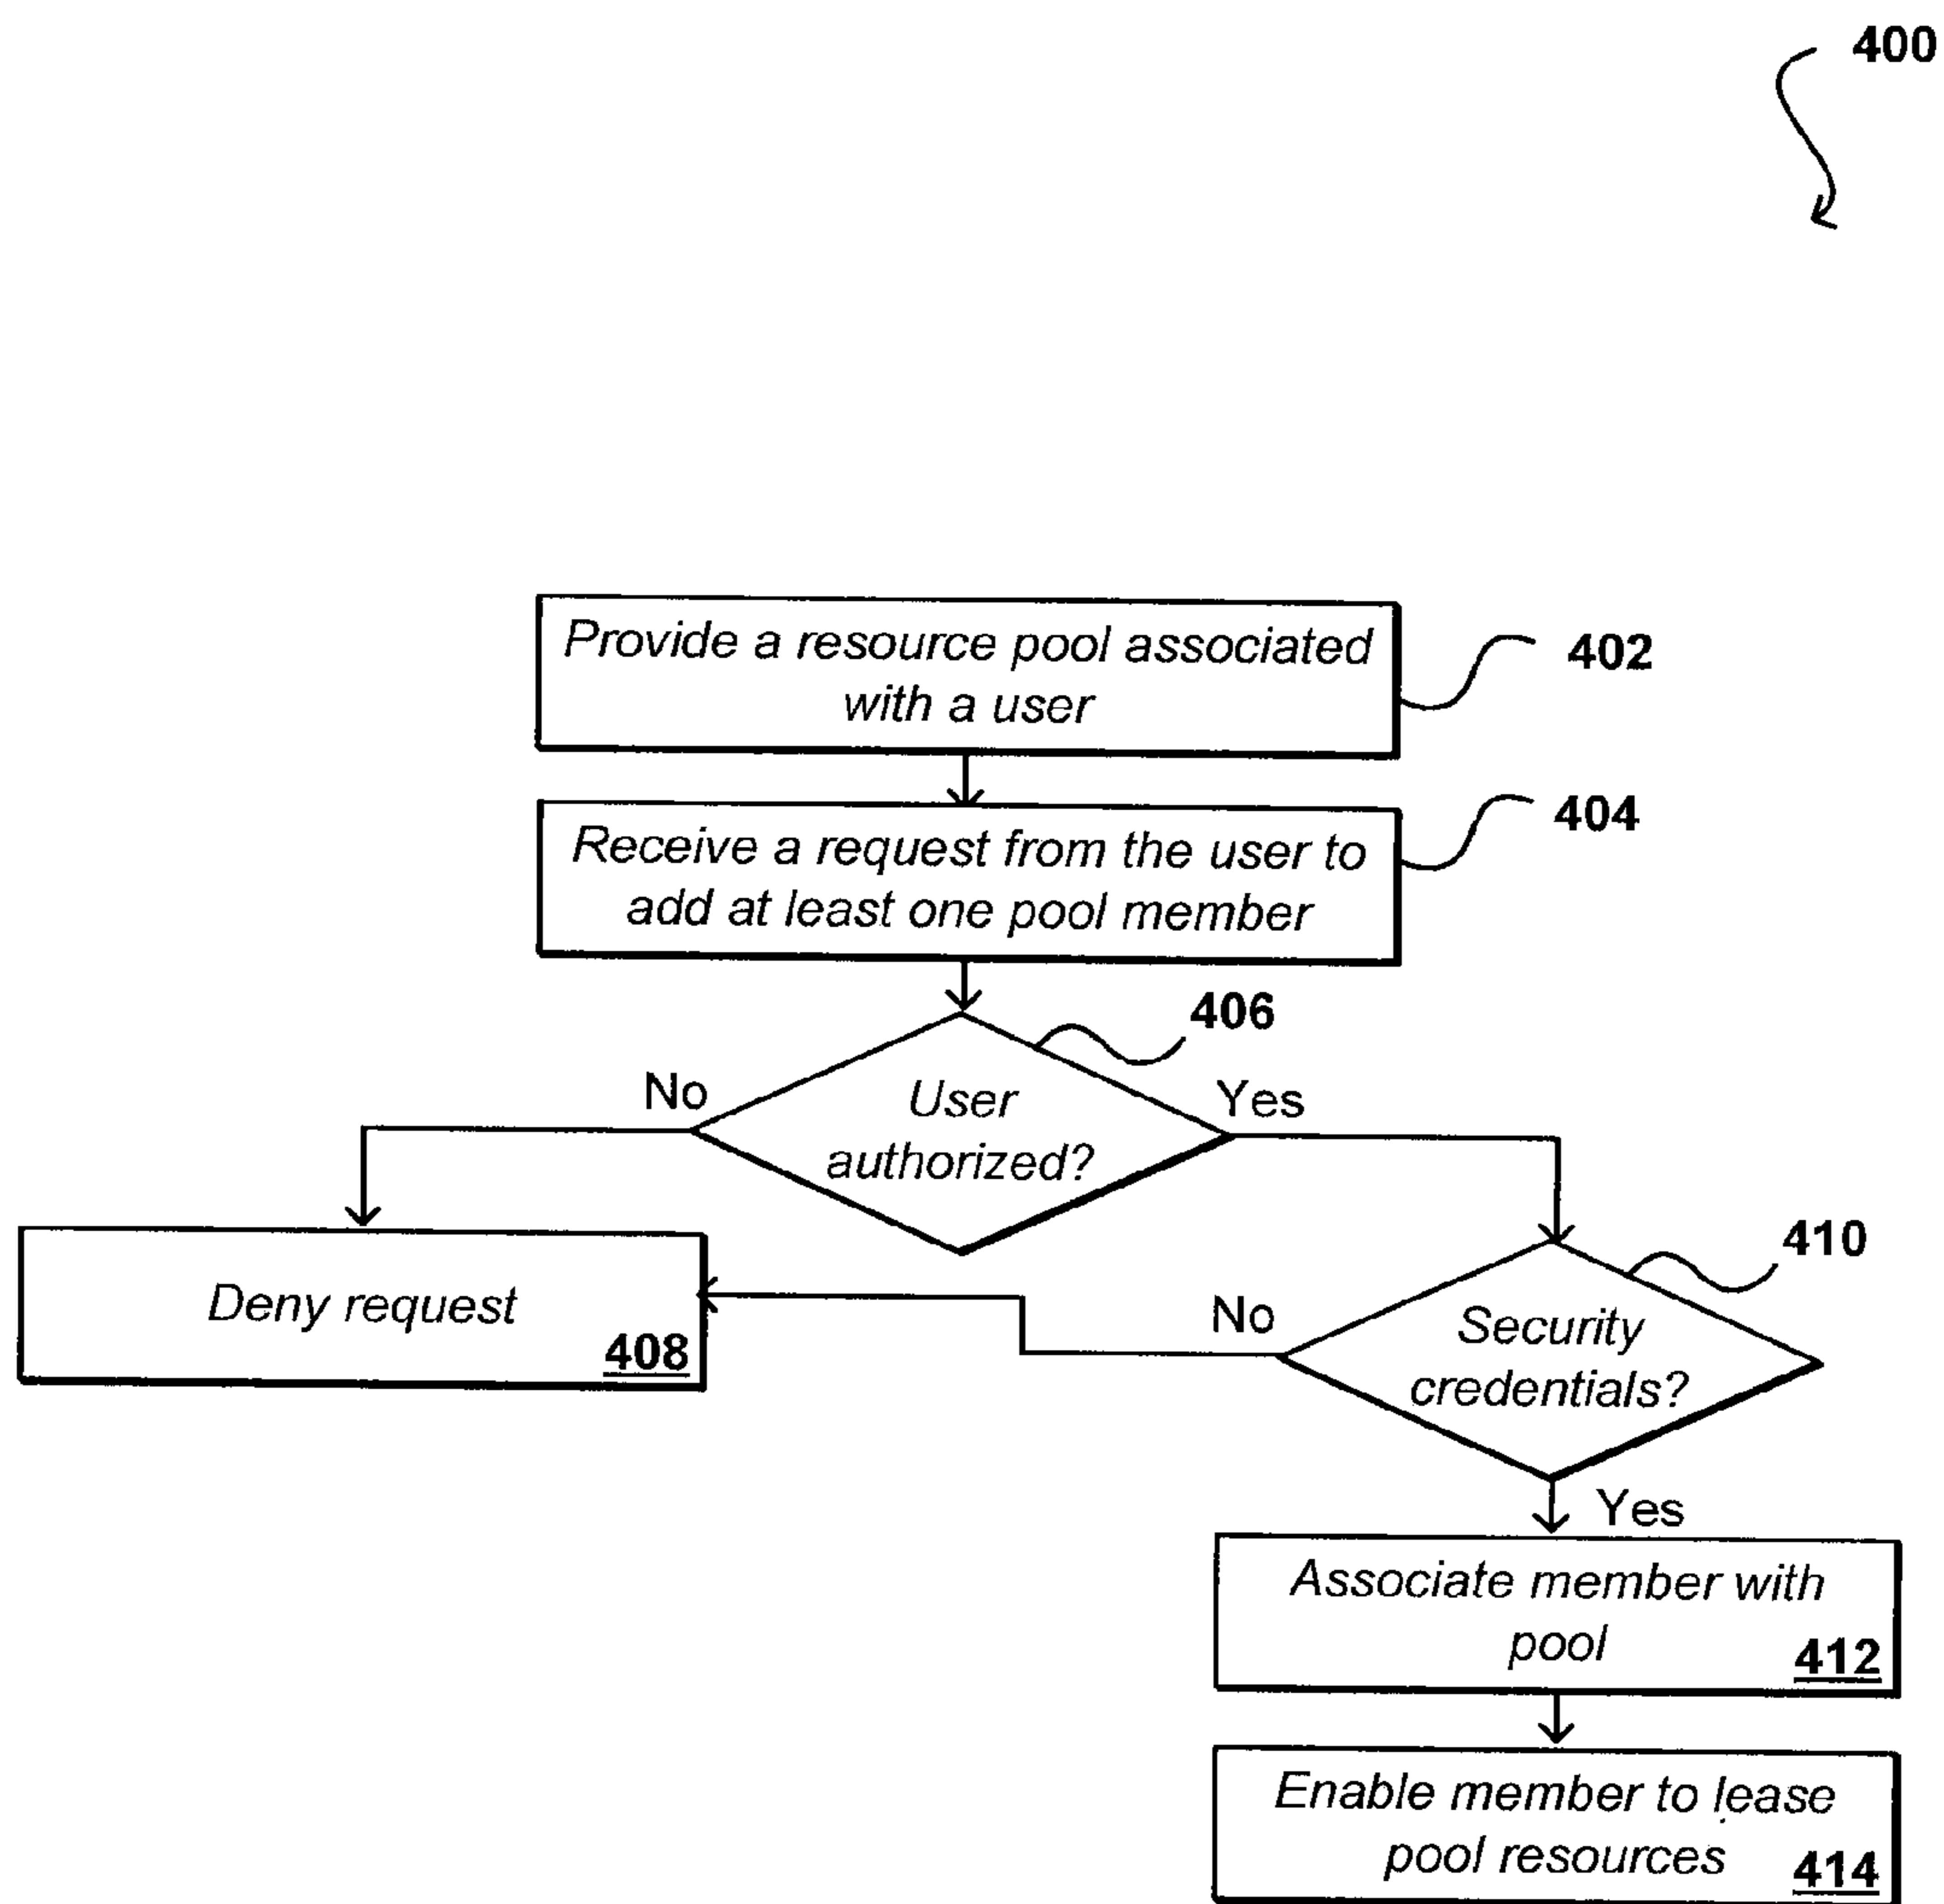 400
Provide a resource pool associated
with a user
402
Receive a request from the user to
add at least one pool member
404
406
No
User
authorized?
Yes
Deny request
408
410
No
Security
credentials?
Yes
Associate member with
pool
412
Enable member to lease
pool resources
414